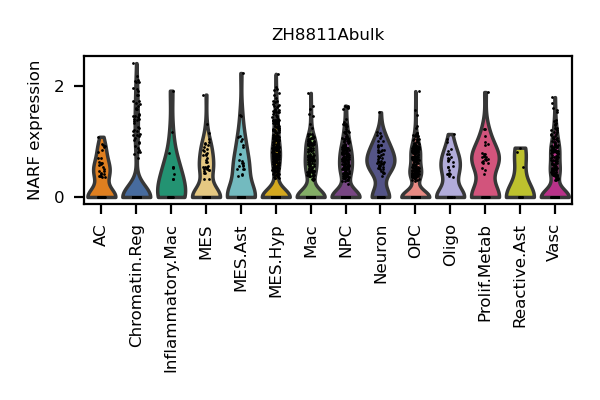 ZH8811Abulk
NARF expression
2
0
AC
Chromatin.Reg
Inflammatory.Mac
MES
MES.Ast
MES.Hyp
Mac
NPC
Neuron
OPC
Oligo
Prolif.Metab
Reactive.Ast
Vasc